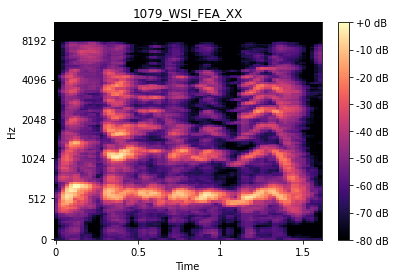 1079_WSI_FEA_XX
+0 dB
8192
-10 dB
4096
-20 dB
-30 dB
2048
Hz
-40 dB
1024
-50 dB
512
-60 dB
-70 dB
0
-80 dB
0
0.5
1
1.5
Time